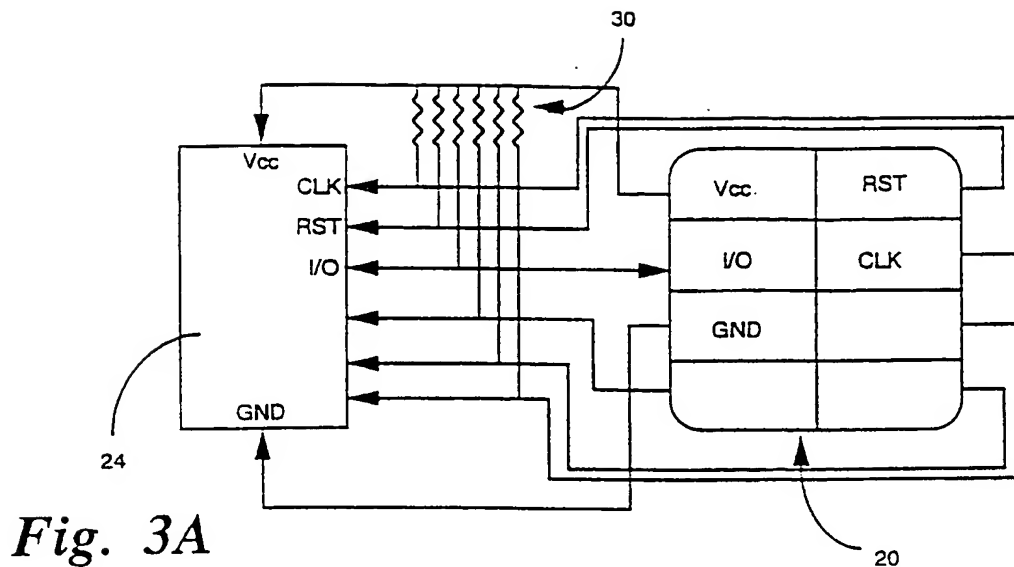 30
Vcc
CLK
RST
I/O
GND
24
Vcc.
RST
I/O
CLK
GND
20
Fig. 3A